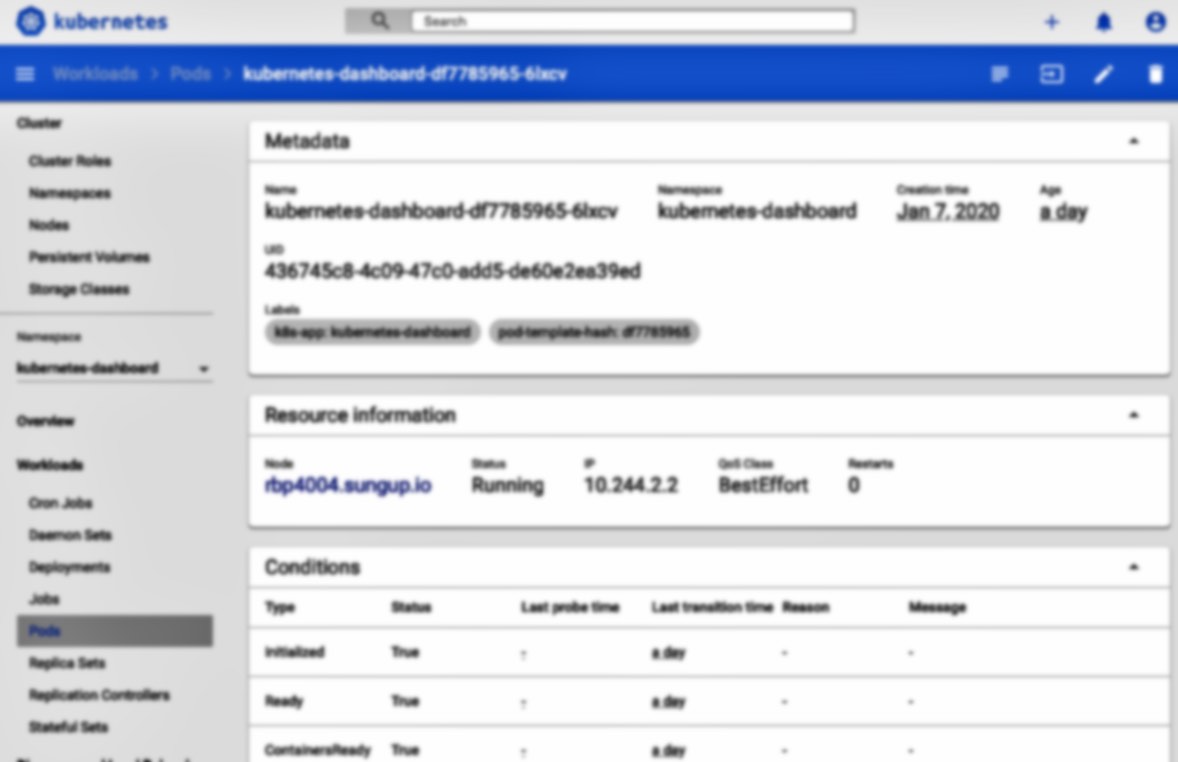 kubernetes
Search
Workloads > Pods > kubernetes-dashboard-df7785965-6lxcv
Cluster
Cluster Roles
Namespaces
Nodes
Persistent Volumes
Storage Classes
Namespace
kubernetes-dashboard
Overview
Workloads
Cron Jobs
Daemon Sets
Deployments
Jobs
Pods
Replica Sets
Replication Controllers
Stateful Sets
Metadata
Name Namespace Creation time Age
kubernetes-dashboard-df7785965-6lxcv kubernetes-dashboard Jan 7, 2020 a day
UID
436745c8-4c09-47c0-add5-de60e2ea39ed
Labels
k8s-app: kubernetes-dashboard pod-template-hash: df7785965
Resource information
Node Status IP QoS Class Restarts
rbp4004.sungup.io Running 10.244.2.2 BestEffort 0
Conditions
Type Status Last probe time Last transition time Reason Message
Initialized True - a day - -
Ready True - a day - -
ContainersReady True - a day - -